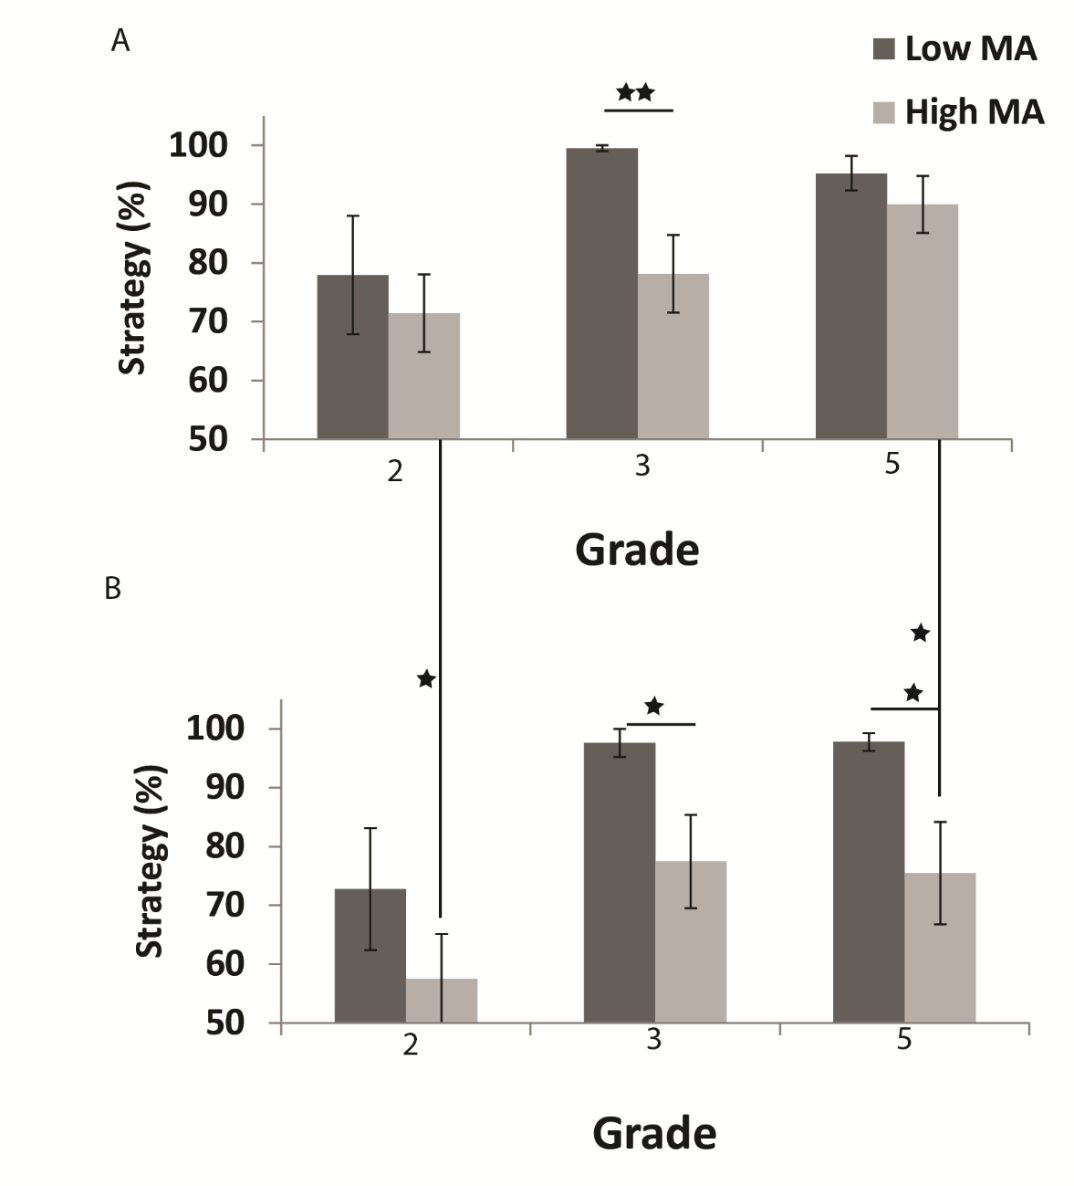 A
Low MA
High MA
★★
Strategy (%)
100
90
80
70
60
50
2
3
5
Grade
B
★
★
★
★
Strategy (%)
100
90
80
70
60
50
2
3
5
Grade